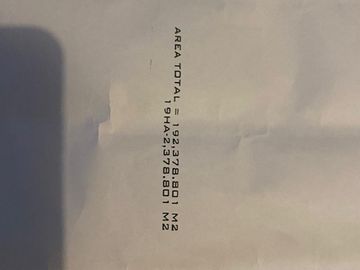 AREA TOTAL = 192,378.801 M2
19HA-2,378.801 M2